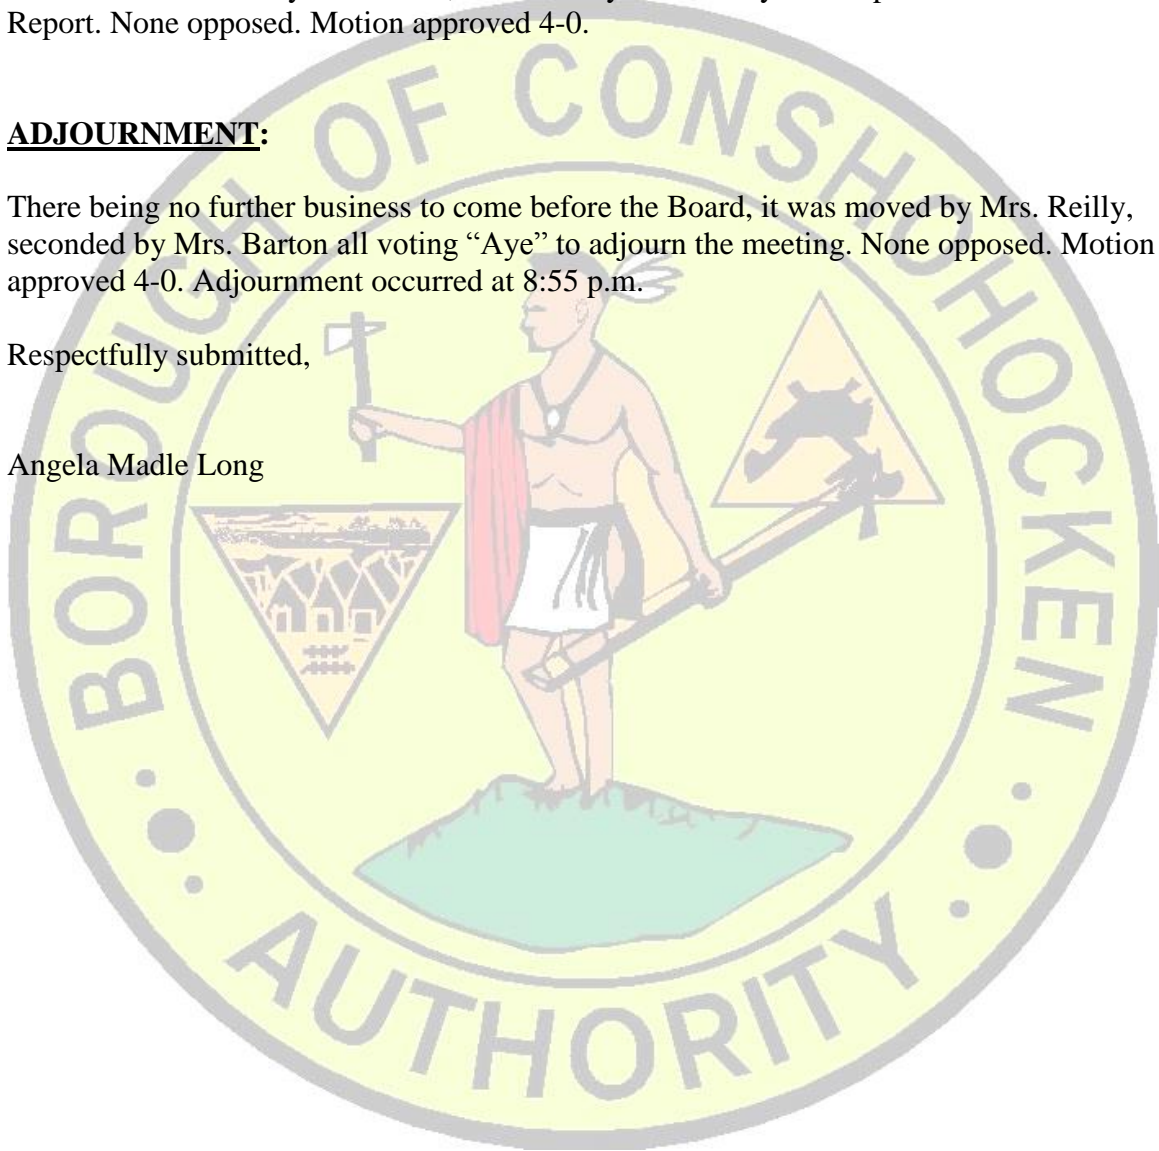 Report. None opposed. Motion approved 4-0.
ADJOURNMENT:
There being no further business to come before the Board, it was moved by Mrs. Reilly,
seconded by Mrs. Barton all voting “Aye” to adjourn the meeting. None opposed. Motion
approved 4-0. Adjournment occurred at 8:55 p.m.
Respectfully submitted,
Angela Madle Long
BOROUGH OF CONSHOHOCKEN
AUTHORITY